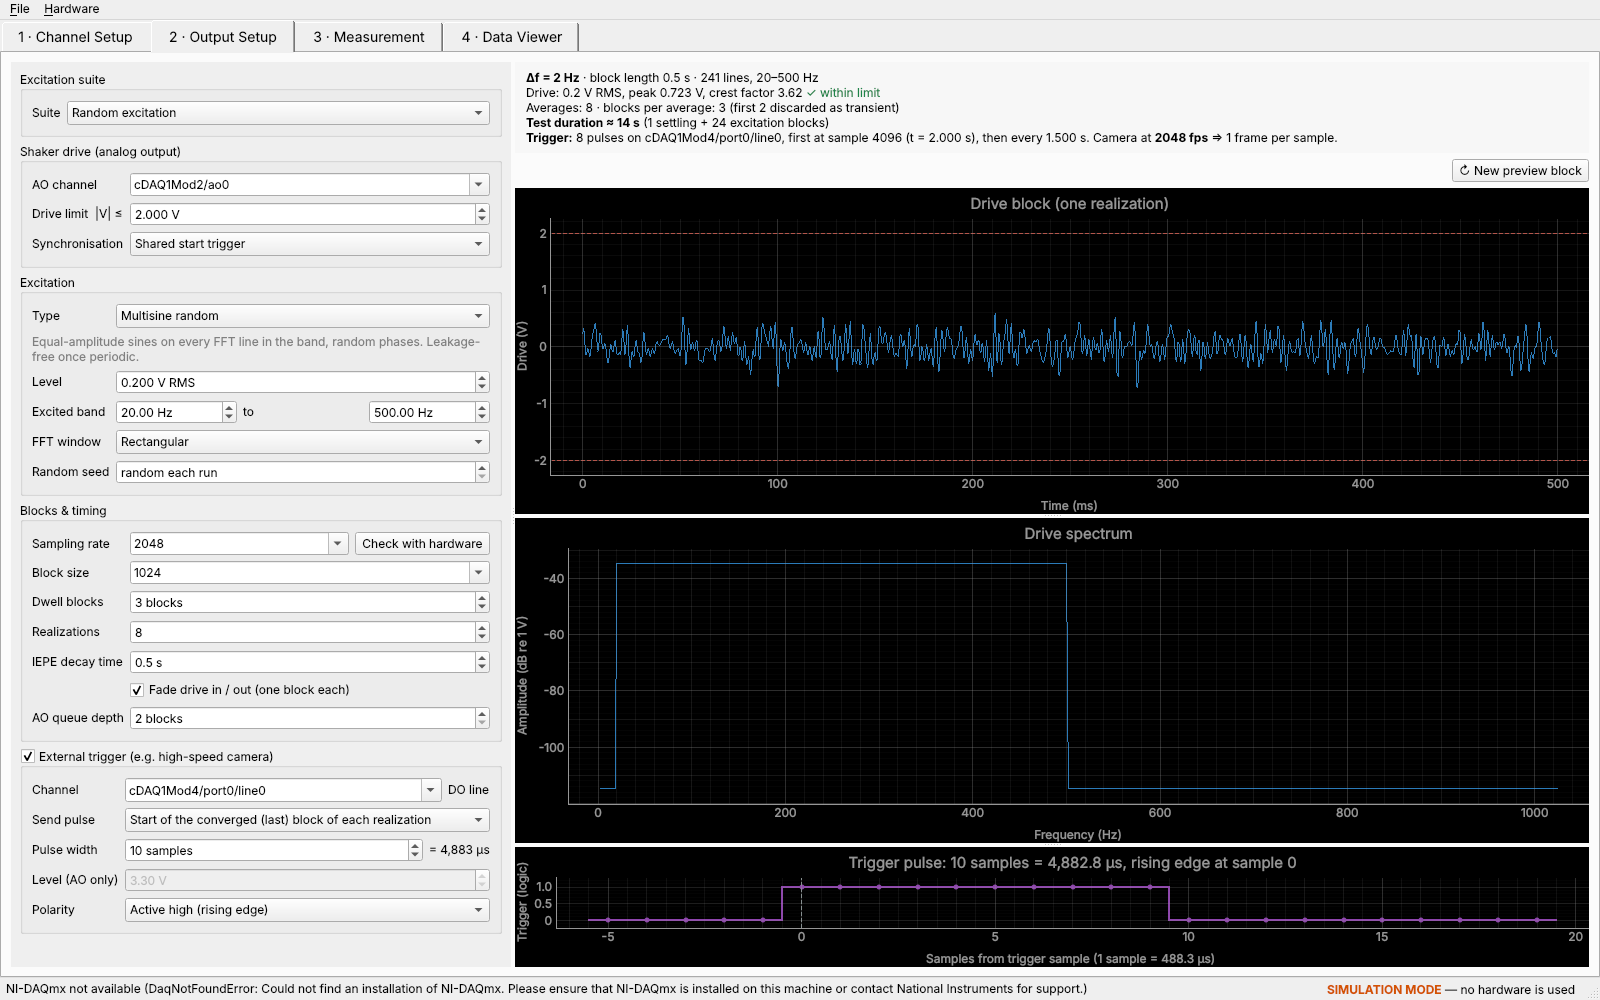 File Hardware
1 · Channel Setup
2 · Output Setup
3 · Measurement
4 · Data Viewer
Excitation suite
Suite Random excitation
Shaker drive (analog output)
AO channel cDAQ1Mod2/ao0
Drive limit |V| ≤ 2.000 V
Synchronisation Shared start trigger
Excitation
Type Multisine random
Equal-amplitude sines on every FFT line in the band, random phases. Leakage-
free once periodic.
Level 0.200 V RMS
Excited band 20.00 Hz to 500.00 Hz
FFT window Rectangular
Random seed random each run
Blocks & timing
Sampling rate 2048 Check with hardware
Block size 1024
Dwell blocks 3 blocks
Realizations 8
IEPE decay time 0.5 s
Fade drive in / out (one block each)
AO queue depth 2 blocks
External trigger (e.g. high-speed camera)
Channel cDAQ1Mod4/port0/line0 DO line
Send pulse Start of the converged (last) block of each realization
Pulse width 10 samples = 4,883 µs
Level (AO only) 3.30 V
Polarity Active high (rising edge)
Δf = 2 Hz · block length 0.5 s · 241 lines, 20–500 Hz
Drive: 0.2 V RMS, peak 0.723 V, crest factor 3.62 ✓ within limit
Averages: 8 · blocks per average: 3 (first 2 discarded as transient)
Test duration ≈ 14 s (1 settling + 24 excitation blocks)
Trigger: 8 pulses on cDAQ1Mod4/port0/line0, first at sample 4096 (t = 2.000 s), then every 1.500 s. Camera at 2048 fps ⇒ 1 frame per sample.
↻ New preview block
Drive block (one realization)
Drive (V)
2
1
0
-1
-2
0 100 200 300 400 500
Time (ms)
Drive spectrum
Amplitude (dB re 1 V)
-40
-60
-80
-100
0 200 400 600 800 1000
Frequency (Hz)
Trigger pulse: 10 samples = 4,882.8 µs, rising edge at sample 0
Trigger (logic)
1.0
0.5
0
-5 0 5 10 15 20
Samples from trigger sample (1 sample = 488.3 µs)
NI-DAQmx not available (DaqNotFoundError: Could not find an installation of NI-DAQmx. Please ensure that NI-DAQmx is installed on this machine or contact National Instruments for support.)
SIMULATION MODE — no hardware is used